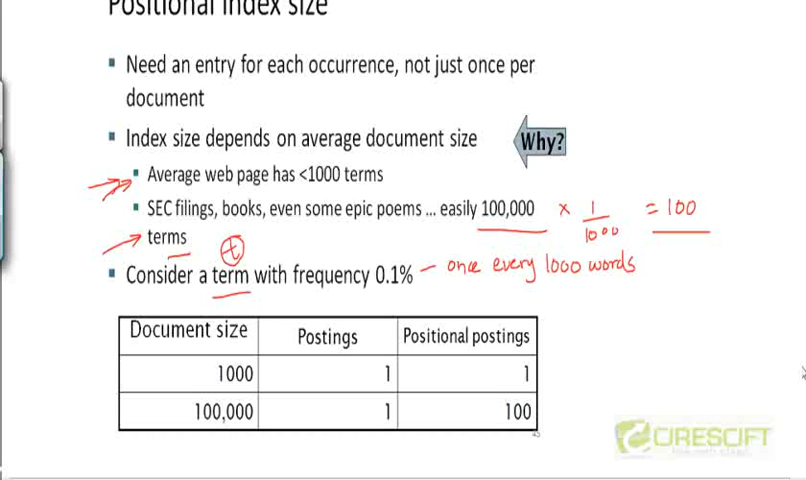 Positional Index size
Need an entry for each occurrence, not just once per
document
Index size depends on average document size
Why?
Average web page has <1000 terms
SEC filings, books, even some epic poems … easily 100,000 × 1/1000 = 100
terms
t
Consider a term with frequency 0.1% – once every 1000 words
Document size Postings Positional postings
1000 1 1
100,000 1 100